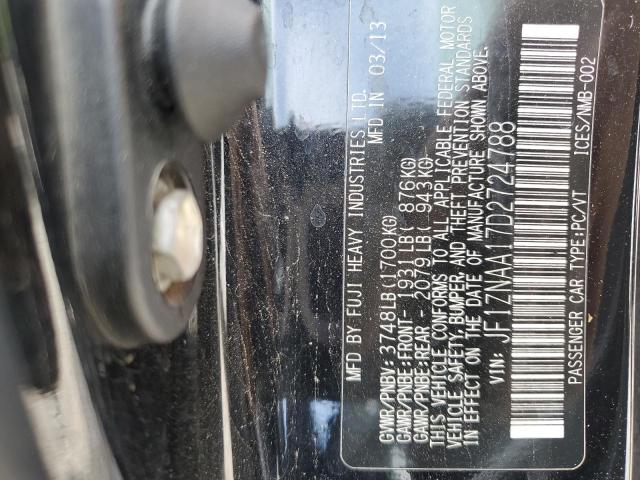 MFD BY FUJI HEAVY INDUSTRIES LTD.
MFD IN 03/13
GVWR/PNBV: 3748LB(1700KG)
GAWR/PNBE:FRONT- 1931LB( 876KG)
GAWR/PNBE:REAR - 2079LB( 943KG)
THIS VEHICLE CONFORMS TO ALL APPLICABLE FEDERAL MOTOR
VEHICLE SAFETY,BUMPER, AND THEFT PREVENTION STANDARDS
IN EFFECT ON THE DATE OF MANUFACTURE SHOWN ABOVE.
VIN: JF1ZNAA17D2724788
PASSENGER CAR TYPE:PC/VT
ICES/NMB-002